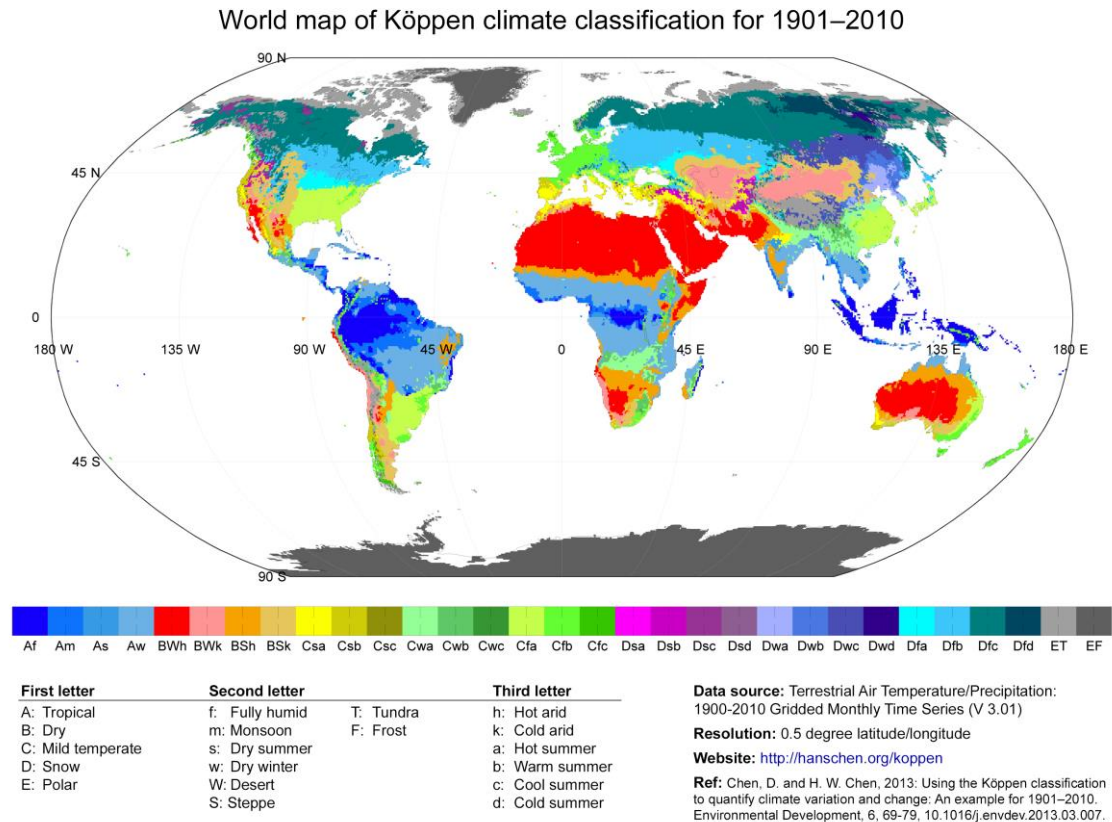 World map of Köppen climate classification for 1901–2010
90 N
45 N
0
180 W
135 W
90 W
45 W
0
45 E
90 E
135 E
180 E
45 S
90 S
Af Am As Aw BWh BWk BSh BSk Csa Csb Csc Cwa Cwb Cwc Cfa Cfb Cfc Dsa Dsb Dsc Dsd Dwa Dwb Dwc Dwd Dfa Dfb Dfc Dfd ET EF
First letter
A: Tropical
B: Dry
C: Mild temperate
D: Snow
E: Polar
Second letter
f: Fully humid
m: Monsoon
s: Dry summer
w: Dry winter
W: Desert
S: Steppe
T: Tundra
F: Frost
Third letter
h: Hot arid
k: Cold arid
a: Hot summer
b: Warm summer
c: Cool summer
d: Cold summer
Data source: Terrestrial Air Temperature/Precipitation:
1900-2010 Gridded Monthly Time Series (V 3.01)
Resolution: 0.5 degree latitude/longitude
Website: http://hanschen.org/koppen
Ref: Chen, D. and H. W. Chen, 2013: Using the Köppen classification
to quantify climate variation and change: An example for 1901–2010.
Environmental Development, 6, 69-79, 10.1016/j.envdev.2013.03.007.